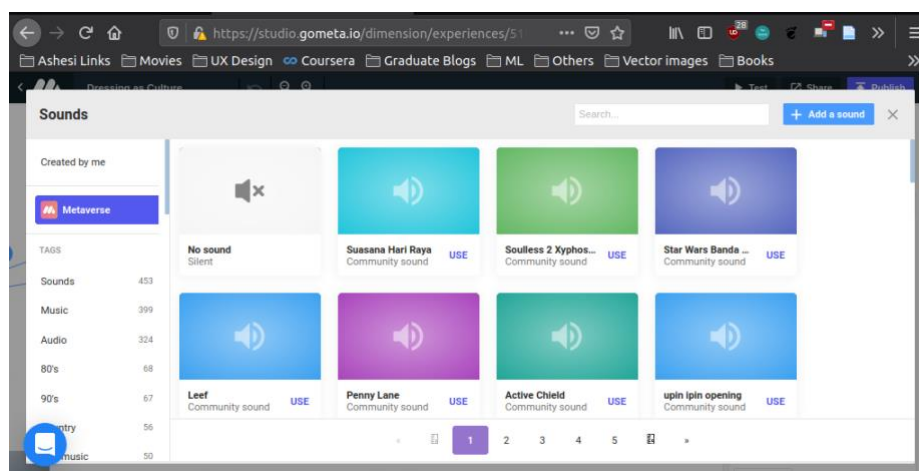 https://studio.gometa.io/dimension/experiences/51
28
Ashesi Links Movies UX Design Coursera Graduate Blogs ML Others Vector images Books
Dressing as Culture Test Share Publish
Sounds Search... + Add a sound
Created by me
Metaverse
TAGS
Sounds 453
Music 399
Audio 324
80's 68
90's 67
ntry 56
music 50
No sound
Silent
Suasana Hari Raya
Community sound
USE
Soulless 2 Xyphos...
Community sound
USE
Star Wars Banda ...
Community sound
USE
Leef
Community sound
USE
Penny Lane
Community sound
USE
Active Chield
Community sound
USE
upin ipin opening
Community sound
USE
« 1 2 3 4 5 »